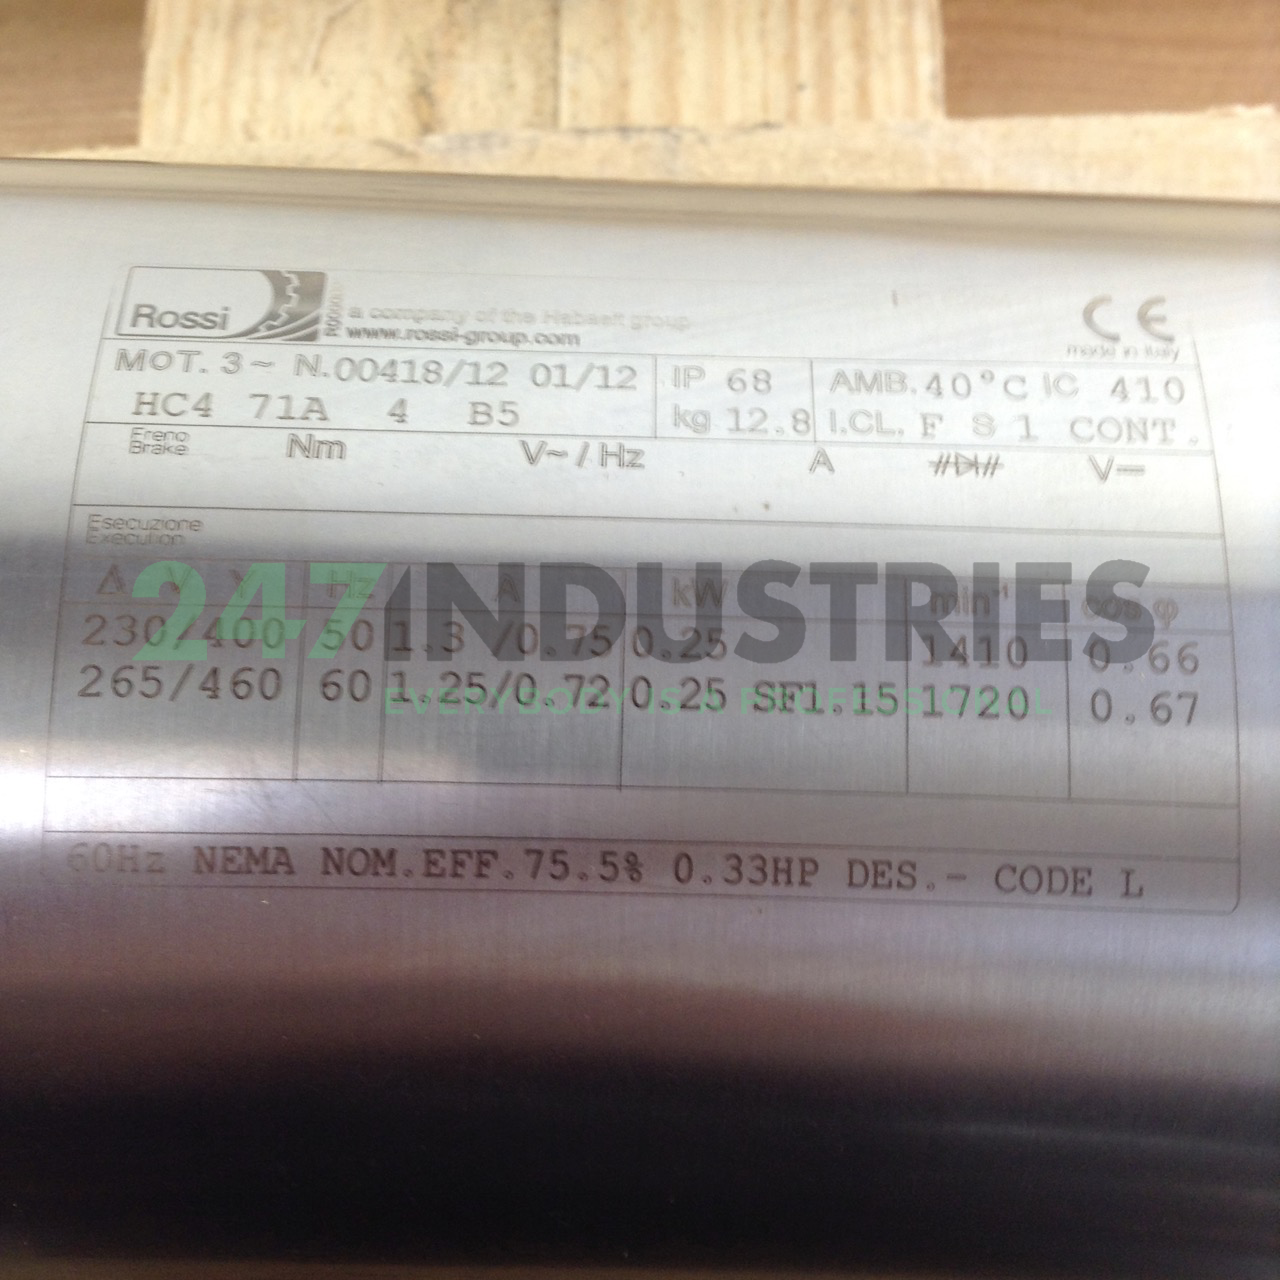 Rossi
a company of the Habasit group
www.rossi-group.com
CE
made in Italy
MOT. 3~ N.00418/12 01/12
HC4 71A 4 B5
IP 68
kg 12.8
AMB. 40°C IC 410
I.CL. F S 1 CONT.
Freno
Brake
Nm V~ / Hz A V
Esecuzione
Execution
Δ V Y Hz A kW min⁻¹ cos φ
230/400 50 1.3 /0.75 0.25 1410 0.66
265/460 60 1.25/0.72 0.25 SF1.15 1720 0.67
60Hz NEMA NOM.EFF.75.5% 0.33HP DES.- CODE L
247INDUSTRIES
EVERYBODY IS A PROFESSIONAL